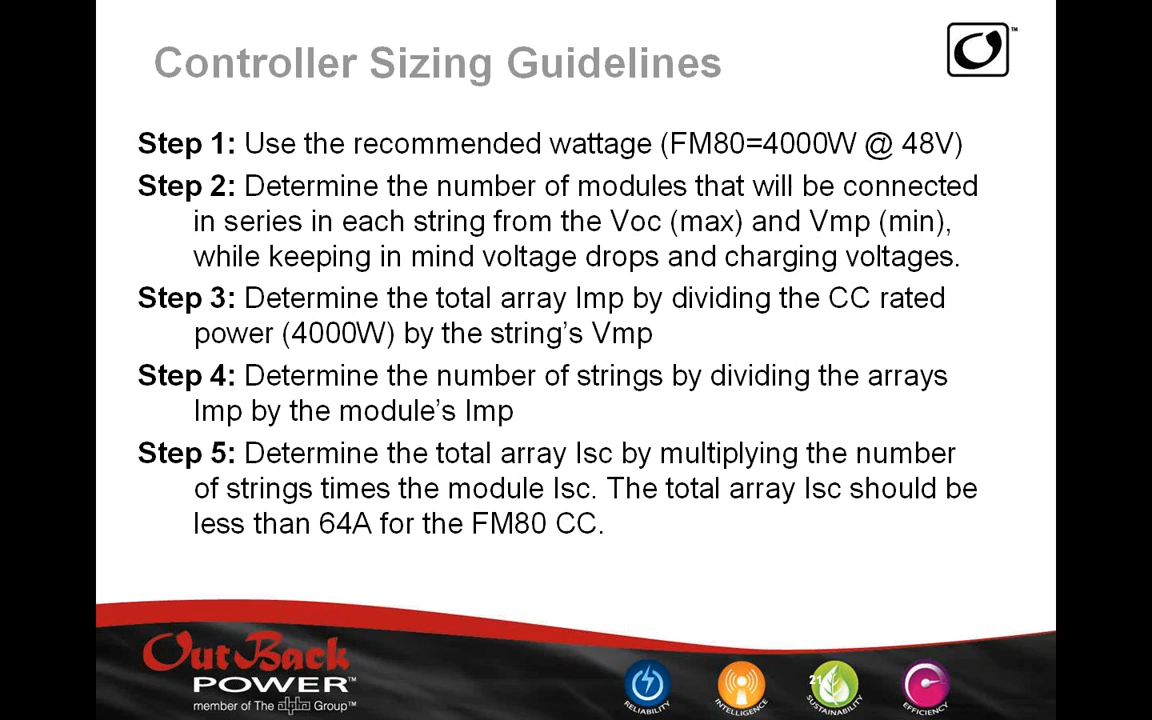 Controller Sizing Guidelines
TM
Step 1: Use the recommended wattage (FM80=4000W @ 48V)
Step 2: Determine the number of modules that will be connected
in series in each string from the Voc (max) and Vmp (min),
while keeping in mind voltage drops and charging voltages.
Step 3: Determine the total array Imp by dividing the CC rated
power (4000W) by the string’s Vmp
Step 4: Determine the number of strings by dividing the arrays
Imp by the module’s Imp
Step 5: Determine the total array Isc by multiplying the number
of strings times the module Isc. The total array Isc should be
less than 64A for the FM80 CC.
OutBack
POWER™
member of The alpha Group™
RELIABILITY
INTELLIGENCE
21
SUSTAINABILITY
EFFICIENCY